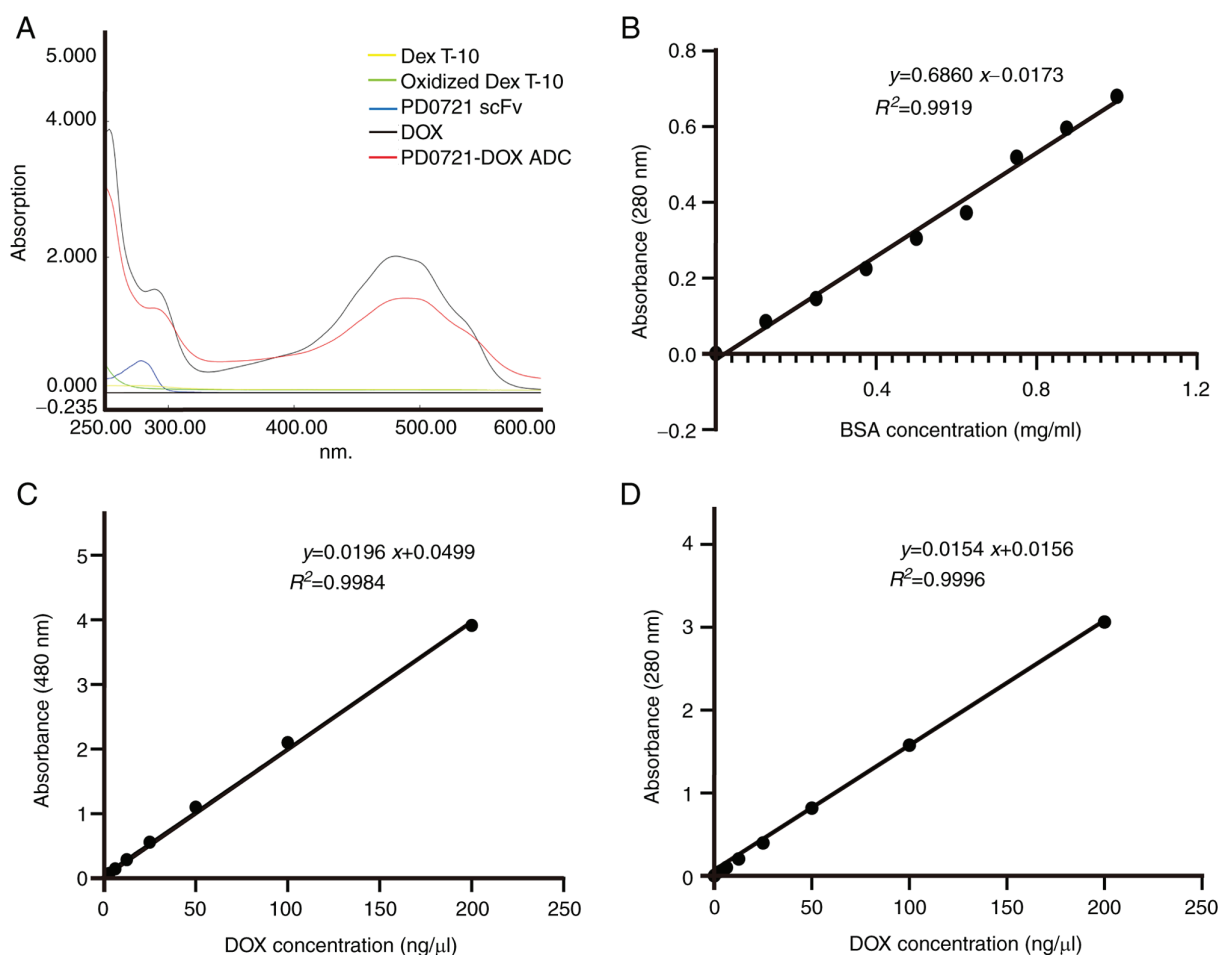 A
5.000
4.000
2.000
0.000
−0.235
Absorption
250.00 300.00 400.00 500.00 600.00
nm.
Dex T-10
Oxidized Dex T-10
PD0721 scFv
DOX
PD0721-DOX ADC
B
0.8
0.6
0.4
0.2
0.0
−0.2
Absorbance (280 nm)
y=0.6860 x−0.0173
R²=0.9919
0.4 0.8 1.2
BSA concentration (mg/ml)
C
5
4
3
2
1
0
Absorbance (480 nm)
y=0.0196 x+0.0499
R²=0.9984
0 50 100 150 200 250
DOX concentration (ng/µl)
D
4
3
2
1
0
Absorbance (280 nm)
y=0.0154 x+0.0156
R²=0.9996
0 50 100 150 200 250
DOX concentration (ng/µl)